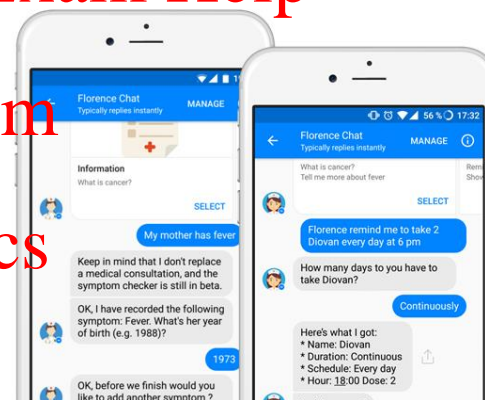 Help
m
cs
Florence Chat
Typically replies instantly
MANAGE
Information
What is cancer?
SELECT
My mother has fever
Keep in mind that I don't replace
a medical consultation, and the
symptom checker is still in beta.
OK, I have recorded the following
symptom: Fever. What's her year
of birth (e.g. 1988)?
1973
OK, before we finish would you
like to add another symptom ?
56 % 17:32
Florence Chat
Typically replies instantly
MANAGE
What is cancer?
Tell me more about fever
Rem
Show
SELECT
Florence remind me to take 2
Diovan every day at 6 pm
How many days to you have to
take Diovan?
Continuously
Here's what I got:
* Name: Diovan
* Duration: Continuous
* Schedule: Every day
* Hour: 18:00 Dose: 2